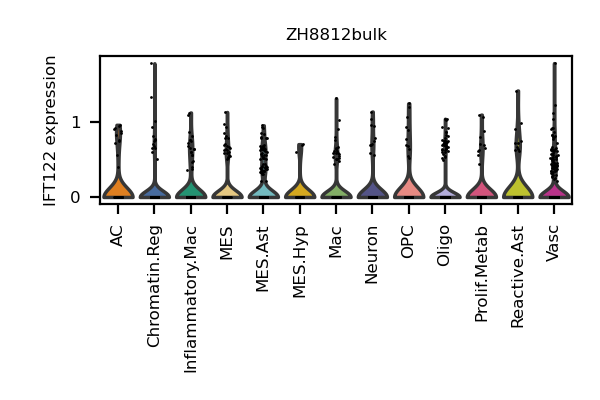 ZH8812bulk
IFT122 expression
1
0
AC
Chromatin.Reg
Inflammatory.Mac
MES
MES.Ast
MES.Hyp
Mac
Neuron
OPC
Oligo
Prolif.Metab
Reactive.Ast
Vasc